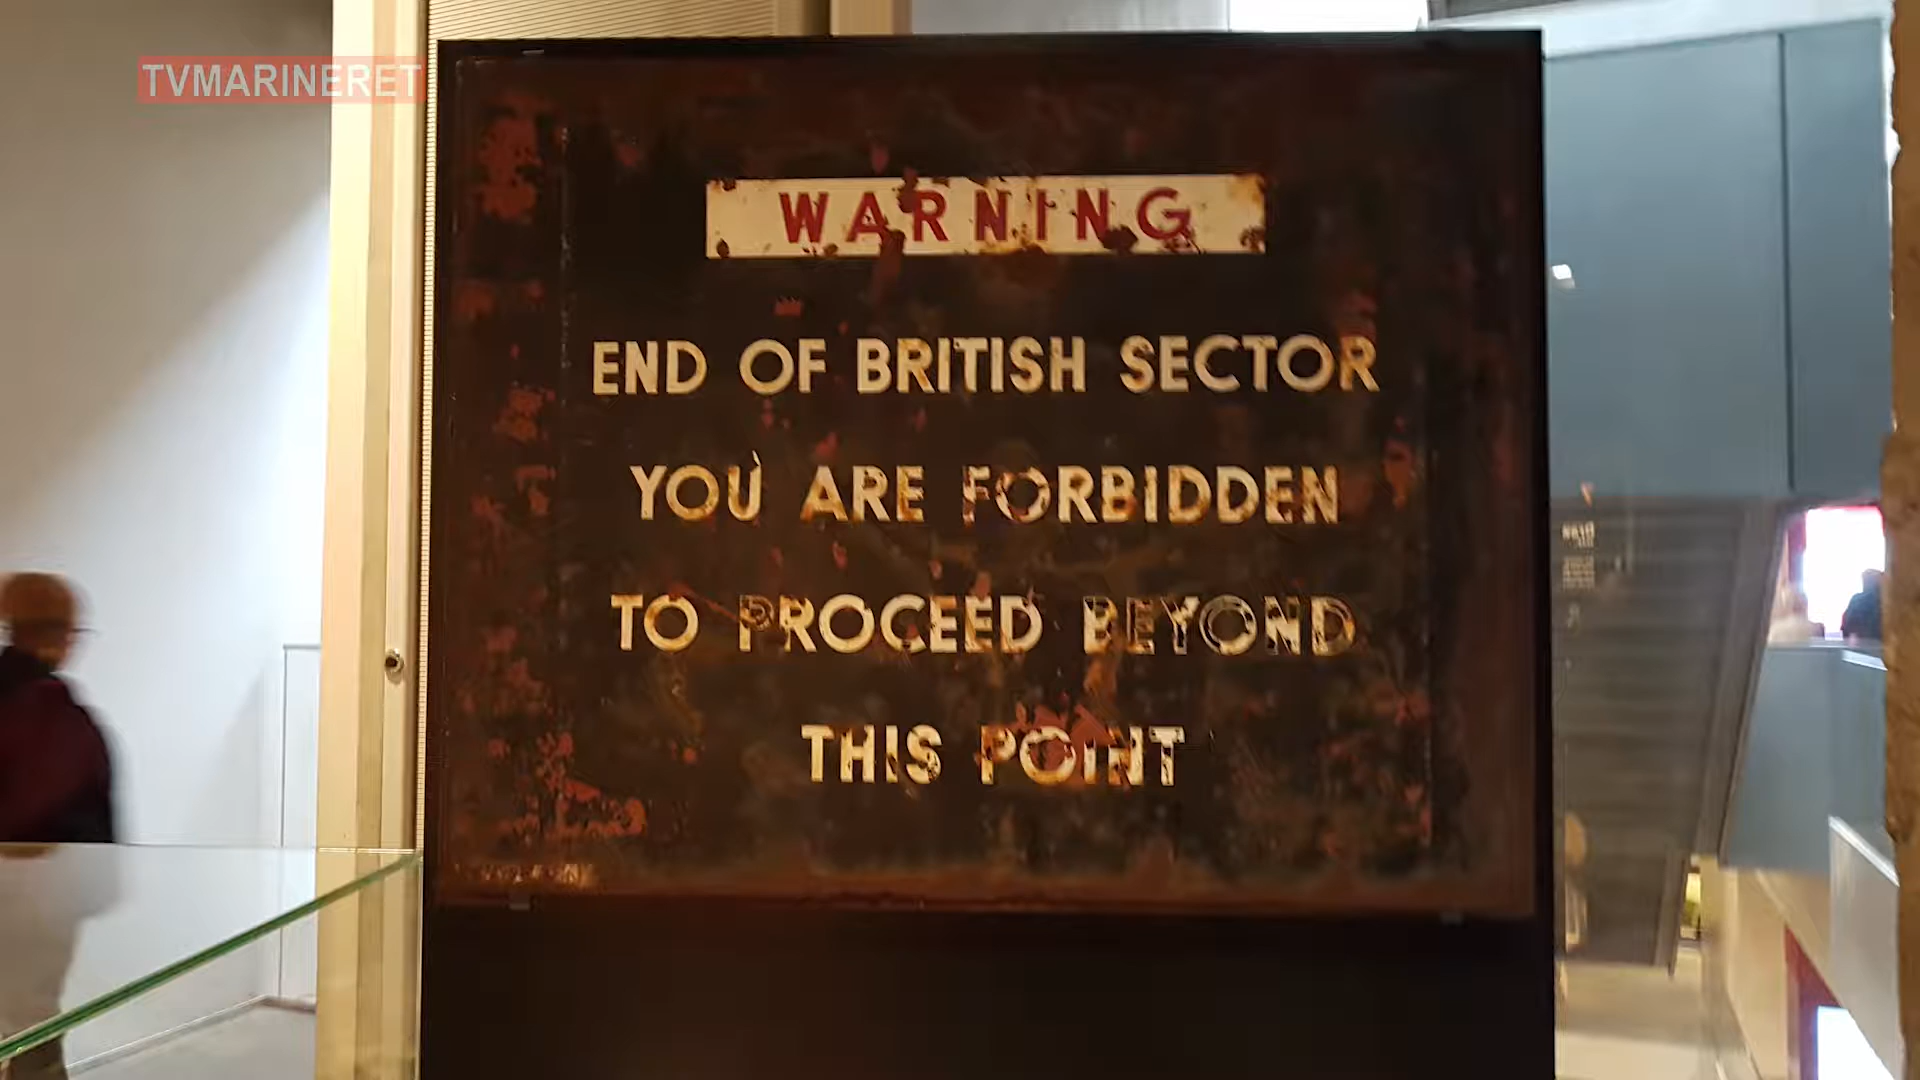 TVMARINERET
WARNING
END OF BRITISH SECTOR
YOU ARE FORBIDDEN
TO PROCEED BEYOND
THIS POINT